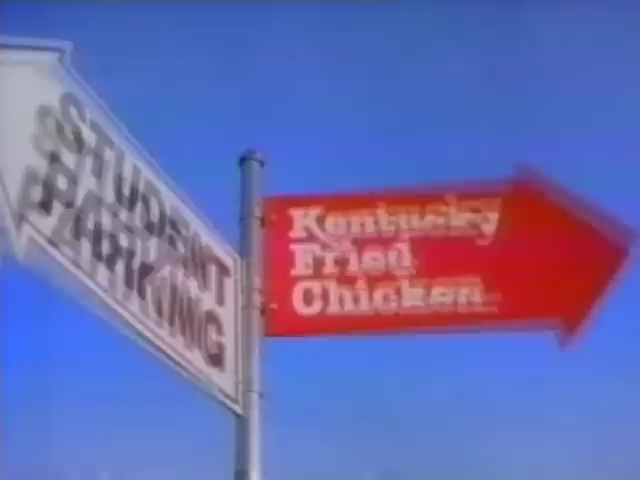 STUDENT
PARKING
Kentucky
Fried
Chicken